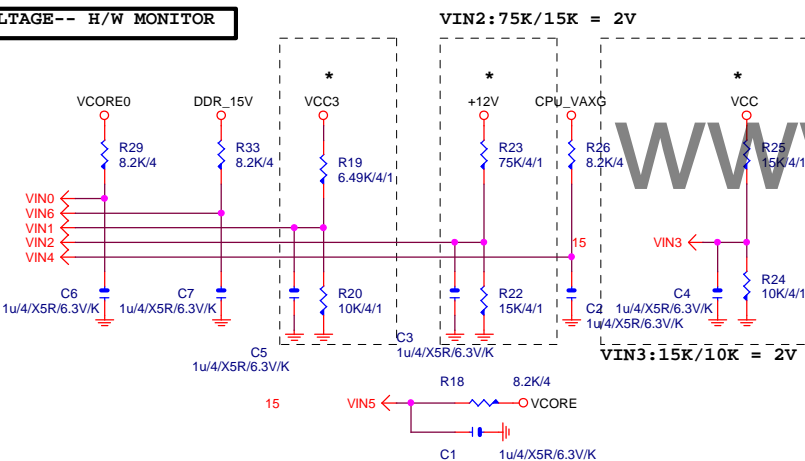 LTAGE-- H/W MONITOR
VIN2:75K/15K = 2V
* * *
VCORE0 DDR_15V VCC3 +12V CPU_VAXG VCC
R29 R33 R23 R26 R25
8.2K/4 8.2K/4 75K/4/1 8.2K/4 15K/4/1
R19
6.49K/4/1
WW
VIN0
VIN6
VIN1
VIN2 15 VIN3
VIN4
C6 C7 R20 R22 C2 C4 R24
1u/4/X5R/6.3V/K 1u/4/X5R/6.3V/K 10K/4/1 15K/4/1 1u/4/X5R/6.3V/K 1u/4/X5R/6.3V/K 10K/4/1
C3
1u/4/X5R/6.3V/K
C5
1u/4/X5R/6.3V/K
VIN3:15K/10K = 2V
R18 8.2K/4
15 VIN5 VCORE
C1 1u/4/X5R/6.3V/K